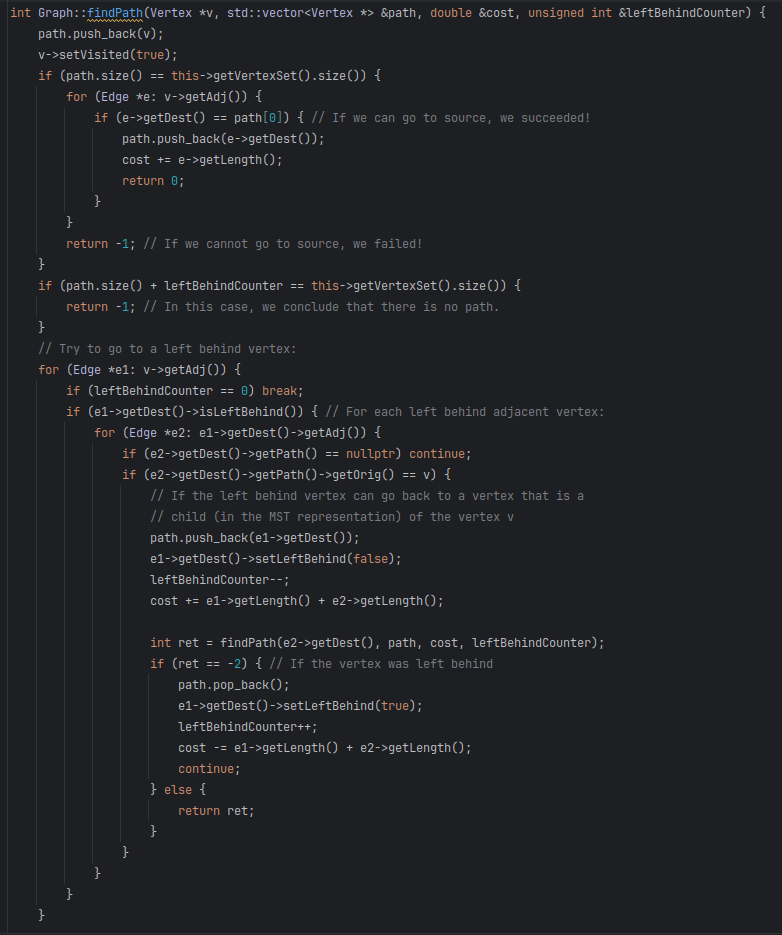 int Graph::findPath(Vertex *v, std::vector<Vertex *> &path, double &cost, unsigned int &leftBehindCounter) {
    path.push_back(v);
    v->setVisited(true);
    if (path.size() == this->getVertexSet().size()) {
        for (Edge *e: v->getAdj()) {
            if (e->getDest() == path[0]) { // If we can go to source, we succeeded!
                path.push_back(e->getDest());
                cost += e->getLength();
                return 0;
            }
        }
        return -1; // If we cannot go to source, we failed!
    }
    if (path.size() + leftBehindCounter == this->getVertexSet().size()) {
        return -1; // In this case, we conclude that there is no path.
    }
    // Try to go to a left behind vertex:
    for (Edge *e1: v->getAdj()) {
        if (leftBehindCounter == 0) break;
        if (e1->getDest()->isLeftBehind()) { // For each left behind adjacent vertex:
            for (Edge *e2: e1->getDest()->getAdj()) {
                if (e2->getDest()->getPath() == nullptr) continue;
                if (e2->getDest()->getPath()->getOrig() == v) {
                    // If the left behind vertex can go back to a vertex that is a
                    // child (in the MST representation) of the vertex v
                    path.push_back(e1->getDest());
                    e1->getDest()->setLeftBehind(false);
                    leftBehindCounter--;
                    cost += e1->getLength() + e2->getLength();

                    int ret = findPath(e2->getDest(), path, cost, leftBehindCounter);
                    if (ret == -2) { // If the vertex was left behind
                        path.pop_back();
                        e1->getDest()->setLeftBehind(true);
                        leftBehindCounter++;
                        cost -= e1->getLength() + e2->getLength();
                        continue;
                    } else {
                        return ret;
                    }
                }
            }
        }
    }